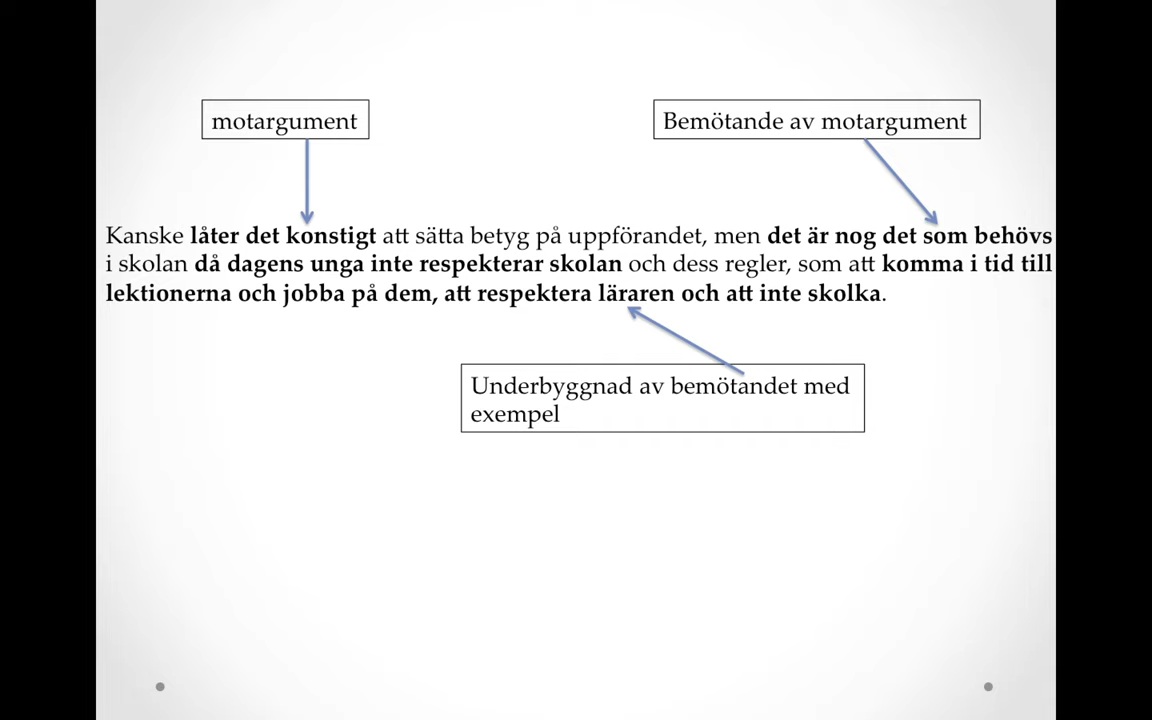 motargument
Bemötande av motargument
Kanske låter det konstigt att sätta betyg på uppförandet, men det är nog det som behövs
i skolan då dagens unga inte respekterar skolan och dess regler, som att komma i tid till
lektionerna och jobba på dem, att respektera läraren och att inte skolka.
Underbyggnad av bemötandet med
exempel